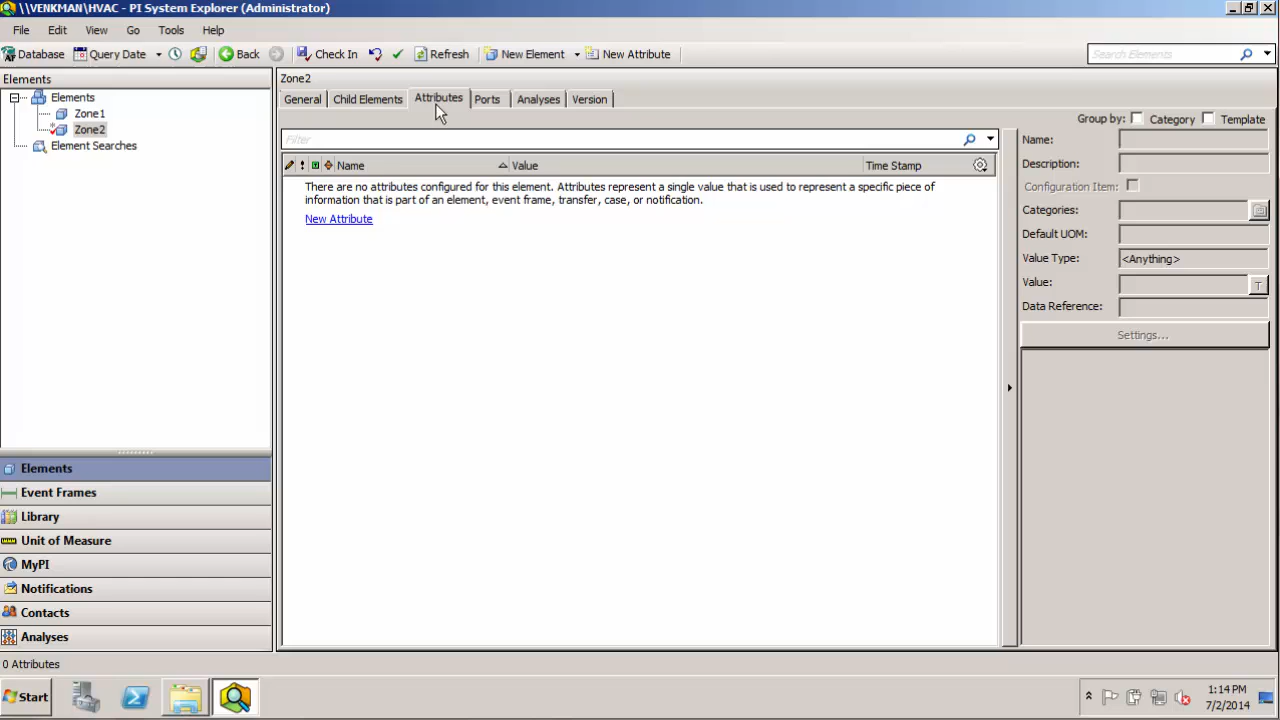 \\VENKMAN\HVAC - PI System Explorer (Administrator)
File Edit View Go Tools Help
Database Query Date Back Check In Refresh New Element New Attribute Search Elements
Elements
Elements
Zone1
Zone2
Element Searches
Elements
Event Frames
Library
Unit of Measure
MyPI
Notifications
Contacts
Analyses
Zone2
General Child Elements Attributes Ports Analyses Version
Filter
Name Value Time Stamp
There are no attributes configured for this element. Attributes represent a single value that is used to represent a specific piece of
information that is part of an element, event frame, transfer, case, or notification.
New Attribute
Group by: Category Template
Name:
Description:
Configuration Item:
Categories:
Default UOM:
Value Type: <Anything>
Value:
Data Reference:
Settings...
0 Attributes
Start
1:14 PM
7/2/2014